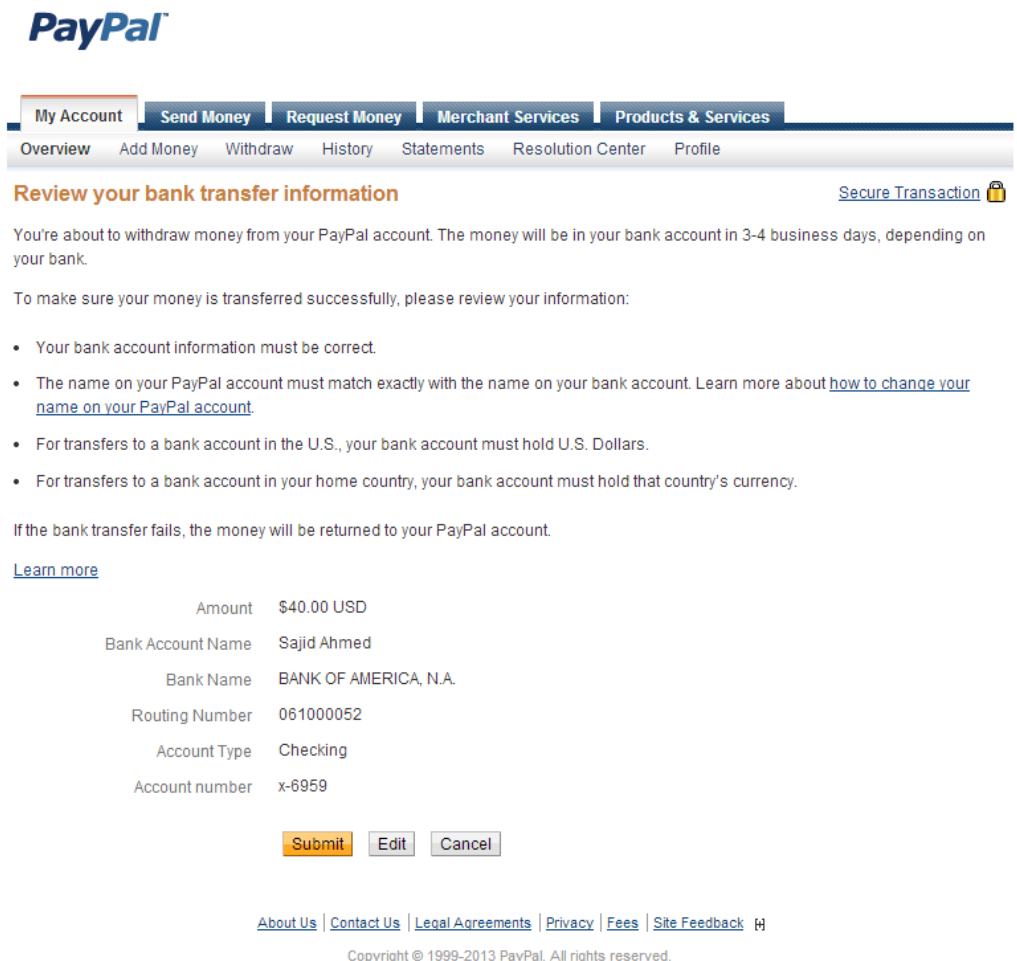 PayPal™
My Account Send Money Request Money Merchant Services Products & Services
Overview Add Money Withdraw History Statements Resolution Center Profile
Review your bank transfer information Secure Transaction
You're about to withdraw money from your PayPal account. The money will be in your bank account in 3-4 business days, depending on
your bank.
To make sure your money is transferred successfully, please review your information:
• Your bank account information must be correct.
• The name on your PayPal account must match exactly with the name on your bank account. Learn more about how to change your
name on your PayPal account.
• For transfers to a bank account in the U.S., your bank account must hold U.S. Dollars.
• For transfers to a bank account in your home country, your bank account must hold that country's currency.
If the bank transfer fails, the money will be returned to your PayPal account.
Learn more
Amount $40.00 USD
Bank Account Name Sajid Ahmed
Bank Name BANK OF AMERICA, N.A.
Routing Number 061000052
Account Type Checking
Account number x-6959
Submit Edit Cancel
About Us | Contact Us | Legal Agreements | Privacy | Fees | Site Feedback [+]
Copyright © 1999-2013 PayPal. All rights reserved.